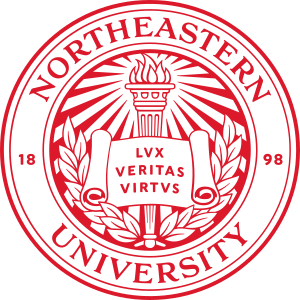 NORTHEASTERN
18 98
LVX
VERITAS
VIRTVS
UNIVERSITY